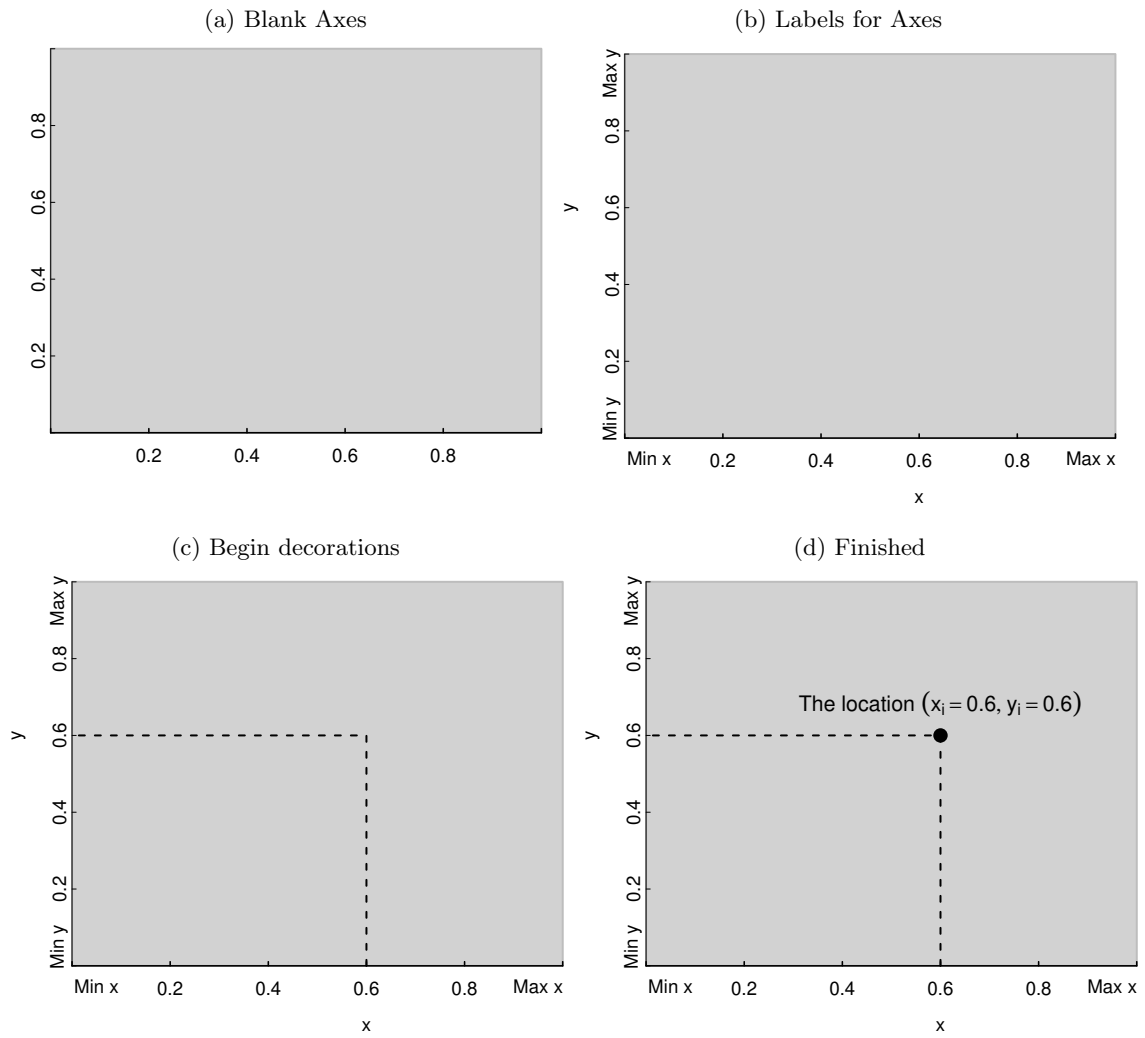 (a) Blank Axes
0.8
0.6
0.4
0.2
0.2 0.4 0.6 0.8
(b) Labels for Axes
Max y
0.8
0.6
y
0.4
0.2
Min y
Min x 0.2 0.4 0.6 0.8 Max x
x
(c) Begin decorations
Max y
0.8
0.6
y
0.4
0.2
Min y
Min x 0.2 0.4 0.6 0.8 Max x
x
(d) Finished
Max y
0.8
The location (xᵢ = 0.6, yᵢ = 0.6)
0.6
y
0.4
0.2
Min y
Min x 0.2 0.4 0.6 0.8 Max x
x